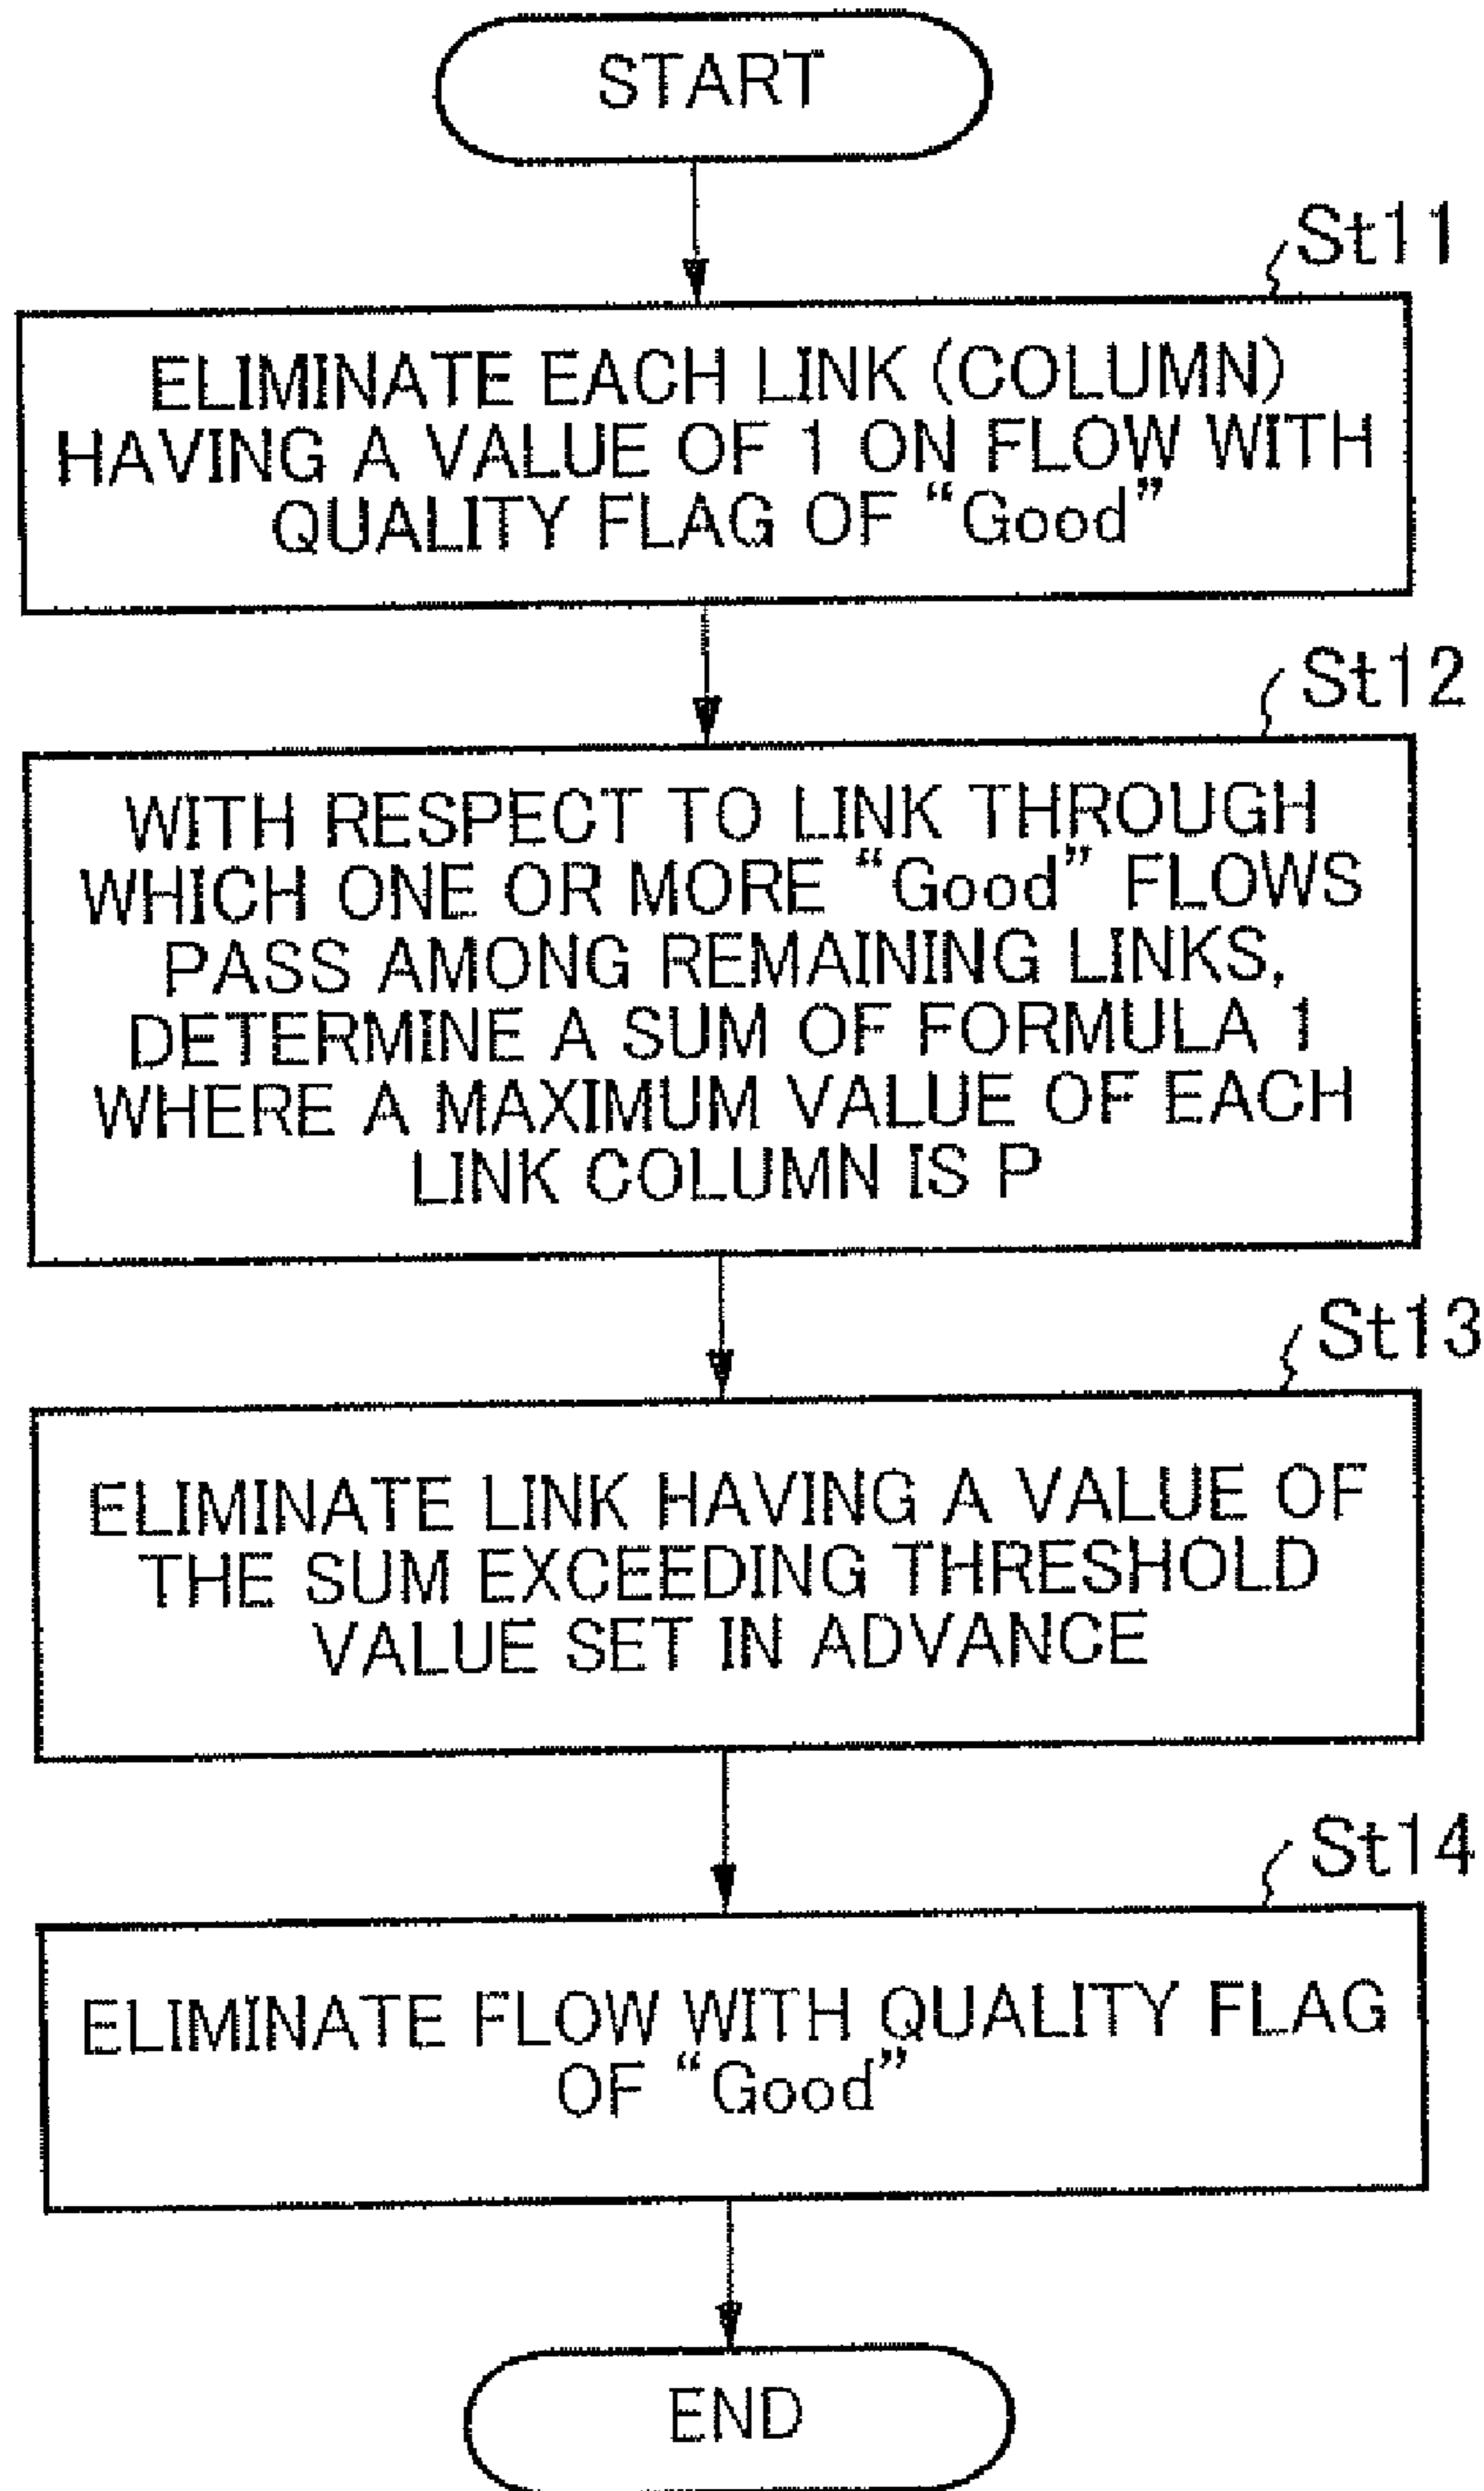 START
St11
ELIMINATE EACH LINK (COLUMN)
HAVING A VALUE OF 1 ON FLOW WITH
QUALITY FLAG OF “Good”
St12
WITH RESPECT TO LINK THROUGH
WHICH ONE OR MORE “Good” FLOWS
PASS AMONG REMAINING LINKS,
DETERMINE A SUM OF FORMULA 1
WHERE A MAXIMUM VALUE OF EACH
LINK COLUMN IS P
St13
ELIMINATE LINK HAVING A VALUE OF
THE SUM EXCEEDING THRESHOLD
VALUE SET IN ADVANCE
St14
ELIMINATE FLOW WITH QUALITY FLAG
OF “Good”
END